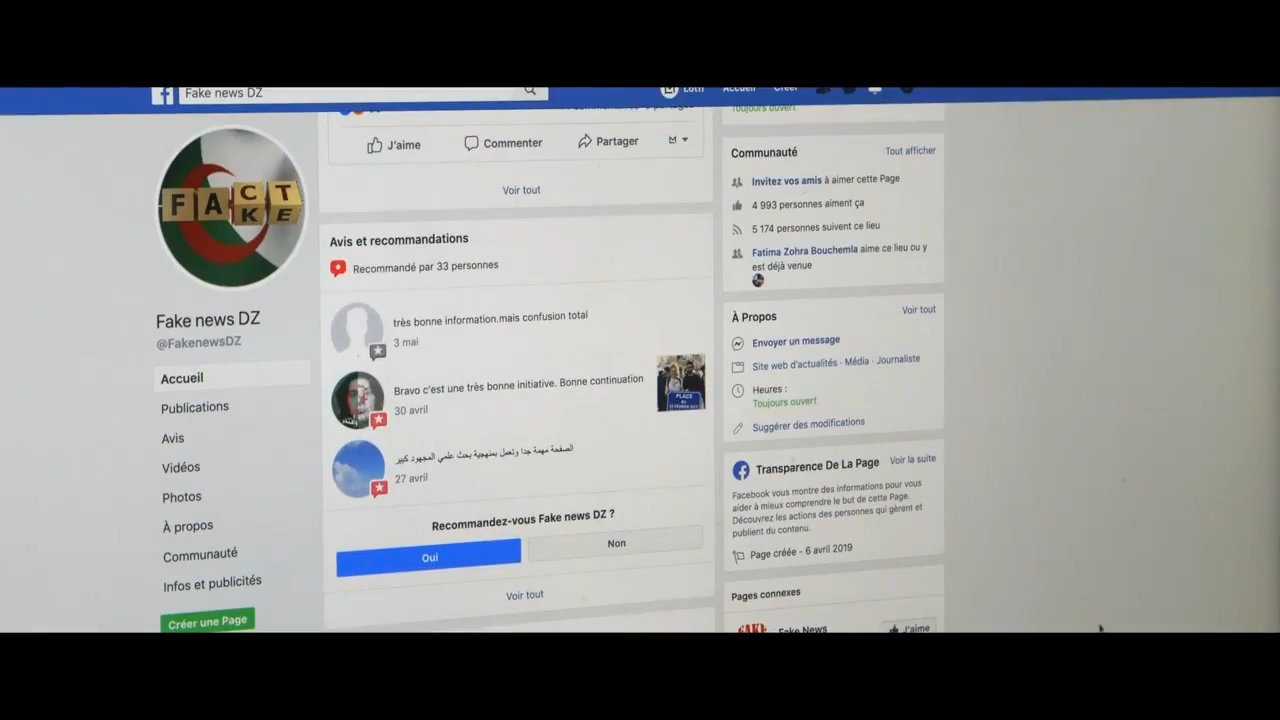 Fake news DZ
Loth
Accueil
Créer
FACT
KE
Fake news DZ
@FakenewsDZ
Accueil
Publications
Avis
Vidéos
Photos
À propos
Communauté
Infos et publicités
Créer une Page
J'aime
Commenter
Partager
Voir tout
Avis et recommandations
Recommandé par 33 personnes
très bonne information.mais confusion total
3 mai
Bravo c'est une très bonne initiative. Bonne continuation
30 avril
PLACE
الصفحة مهمة جدا وتعمل بمنهجية بحث علمي المجهود كبير
27 avril
Recommandez-vous Fake news DZ ?
Oui
Non
Voir tout
Toujours ouvert
Communauté
Tout afficher
Invitez vos amis à aimer cette Page
4 993 personnes aiment ça
5 174 personnes suivent ce lieu
Fatima Zohra Bouchemla aime ce lieu ou y
est déjà venue
À Propos
Voir tout
Envoyer un message
Site web d'actualités · Média · Journaliste
Heures :
Toujours ouvert
Suggérer des modifications
Transparence De La Page
Voir la suite
Facebook vous montre des informations pour vous
aider à mieux comprendre le but de cette Page.
Découvrez les actions des personnes qui gèrent et
publient du contenu.
Page créée - 6 avril 2019
Pages connexes
Fake News
J'aime